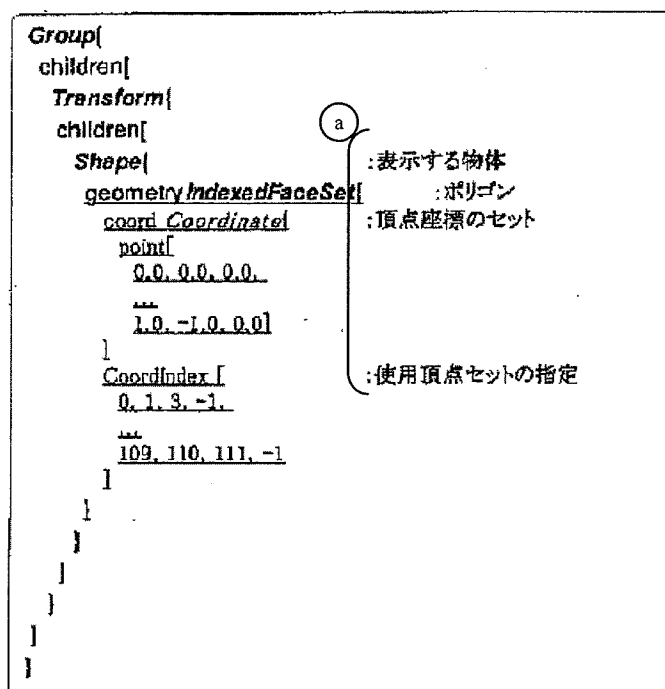 Group{
children[
Transform{
children[
ⓐ
Shape{ :表示する物体
geometry IndexedFaceSet{ :ポリゴン
coord Coordinate{ :頂点座標のセット
point[
0.0, 0.0, 0.0,
...
1.0, -1.0, 0.0]
}
CoordIndex [ :使用頂点セットの指定
0, 1, 3, -1,
...
109, 110, 111, -1
]
}
}
]
}
]
}